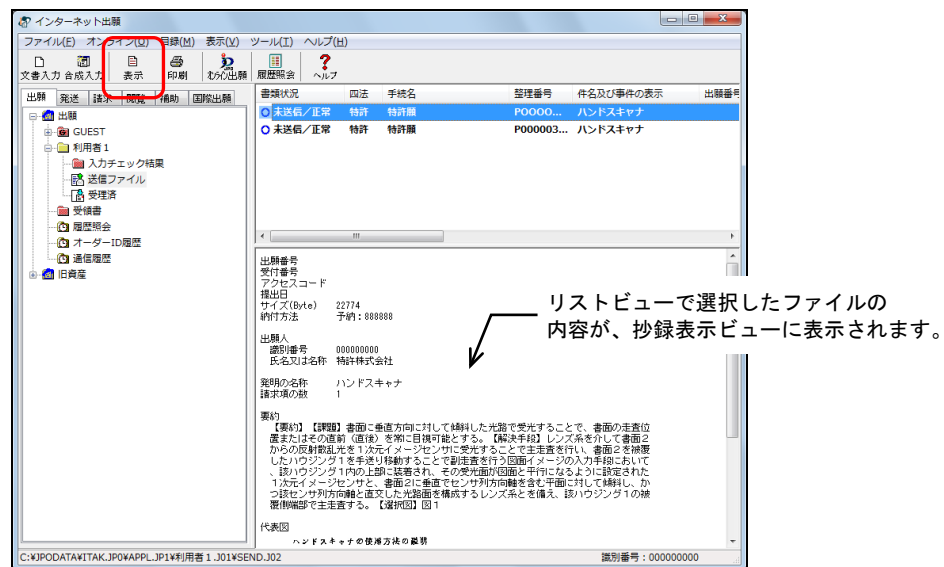 インターネット出願
ファイル(F) オンライン(O) 目録(M) 表示(V) ツール(T) ヘルプ(H)
文書入力 合成入力 表示 印刷 わらい出願 履歴照会 ヘルプ
出願 発送 請求 閲覧 補助 国際出願
書類状況 四法 手続名 整理番号 件名及び事件の表示 出願番号
未送信/正常 特許 特許願 P0000... ハンドスキャナ
未送信/正常 特許 特許願 P000003... ハンドスキャナ
出願
GUEST
利用者1
入力チェック結果
送信ファイル
受理済
受領書
履歴照会
オーダーID履歴
通信履歴
旧資産
出願番号
受付番号
アクセスコード
提出日
サイズ(Byte) 22774
納付方法 予納:888888
出願人
識別番号 000000000
氏名又は名称 特許株式会社
発明の名称 ハンドスキャナ
請求項の数 1
要約
【要約】【課題】書面に垂直方向に対して傾斜した光路で受光することで、書面の走査位
置またはその直前(直後)を常に目視可能とする。【解決手段】レンズ系を介して書面2
からの反射散乱光を1次元イメージセンサに受光することで主走査を行い、書面2を被覆
したハウジング1を手送り移動することで副走査を行う図面イメージの入力手段において
、該ハウジング1内の上部に装着され、その受光面が図面と平行になるように設定された
1次元イメージセンサと、書面2に垂直でセンサ列方向軸を含む平面に対して傾斜し、か
つ該センサ列方向軸と直交した光路面を構成するレンズ系とを備え、該ハウジング1の被
覆側端部で主走査する。【選択図】図1
代表図
ハンドスキャナの使用方法の説明
リストビューで選択したファイルの
内容が、抄録表示ビューに表示されます。
C:¥JPODATA¥ITAK.JP0¥APPL.JP1¥利用者1.J01¥SEND.J02 識別番号:000000000